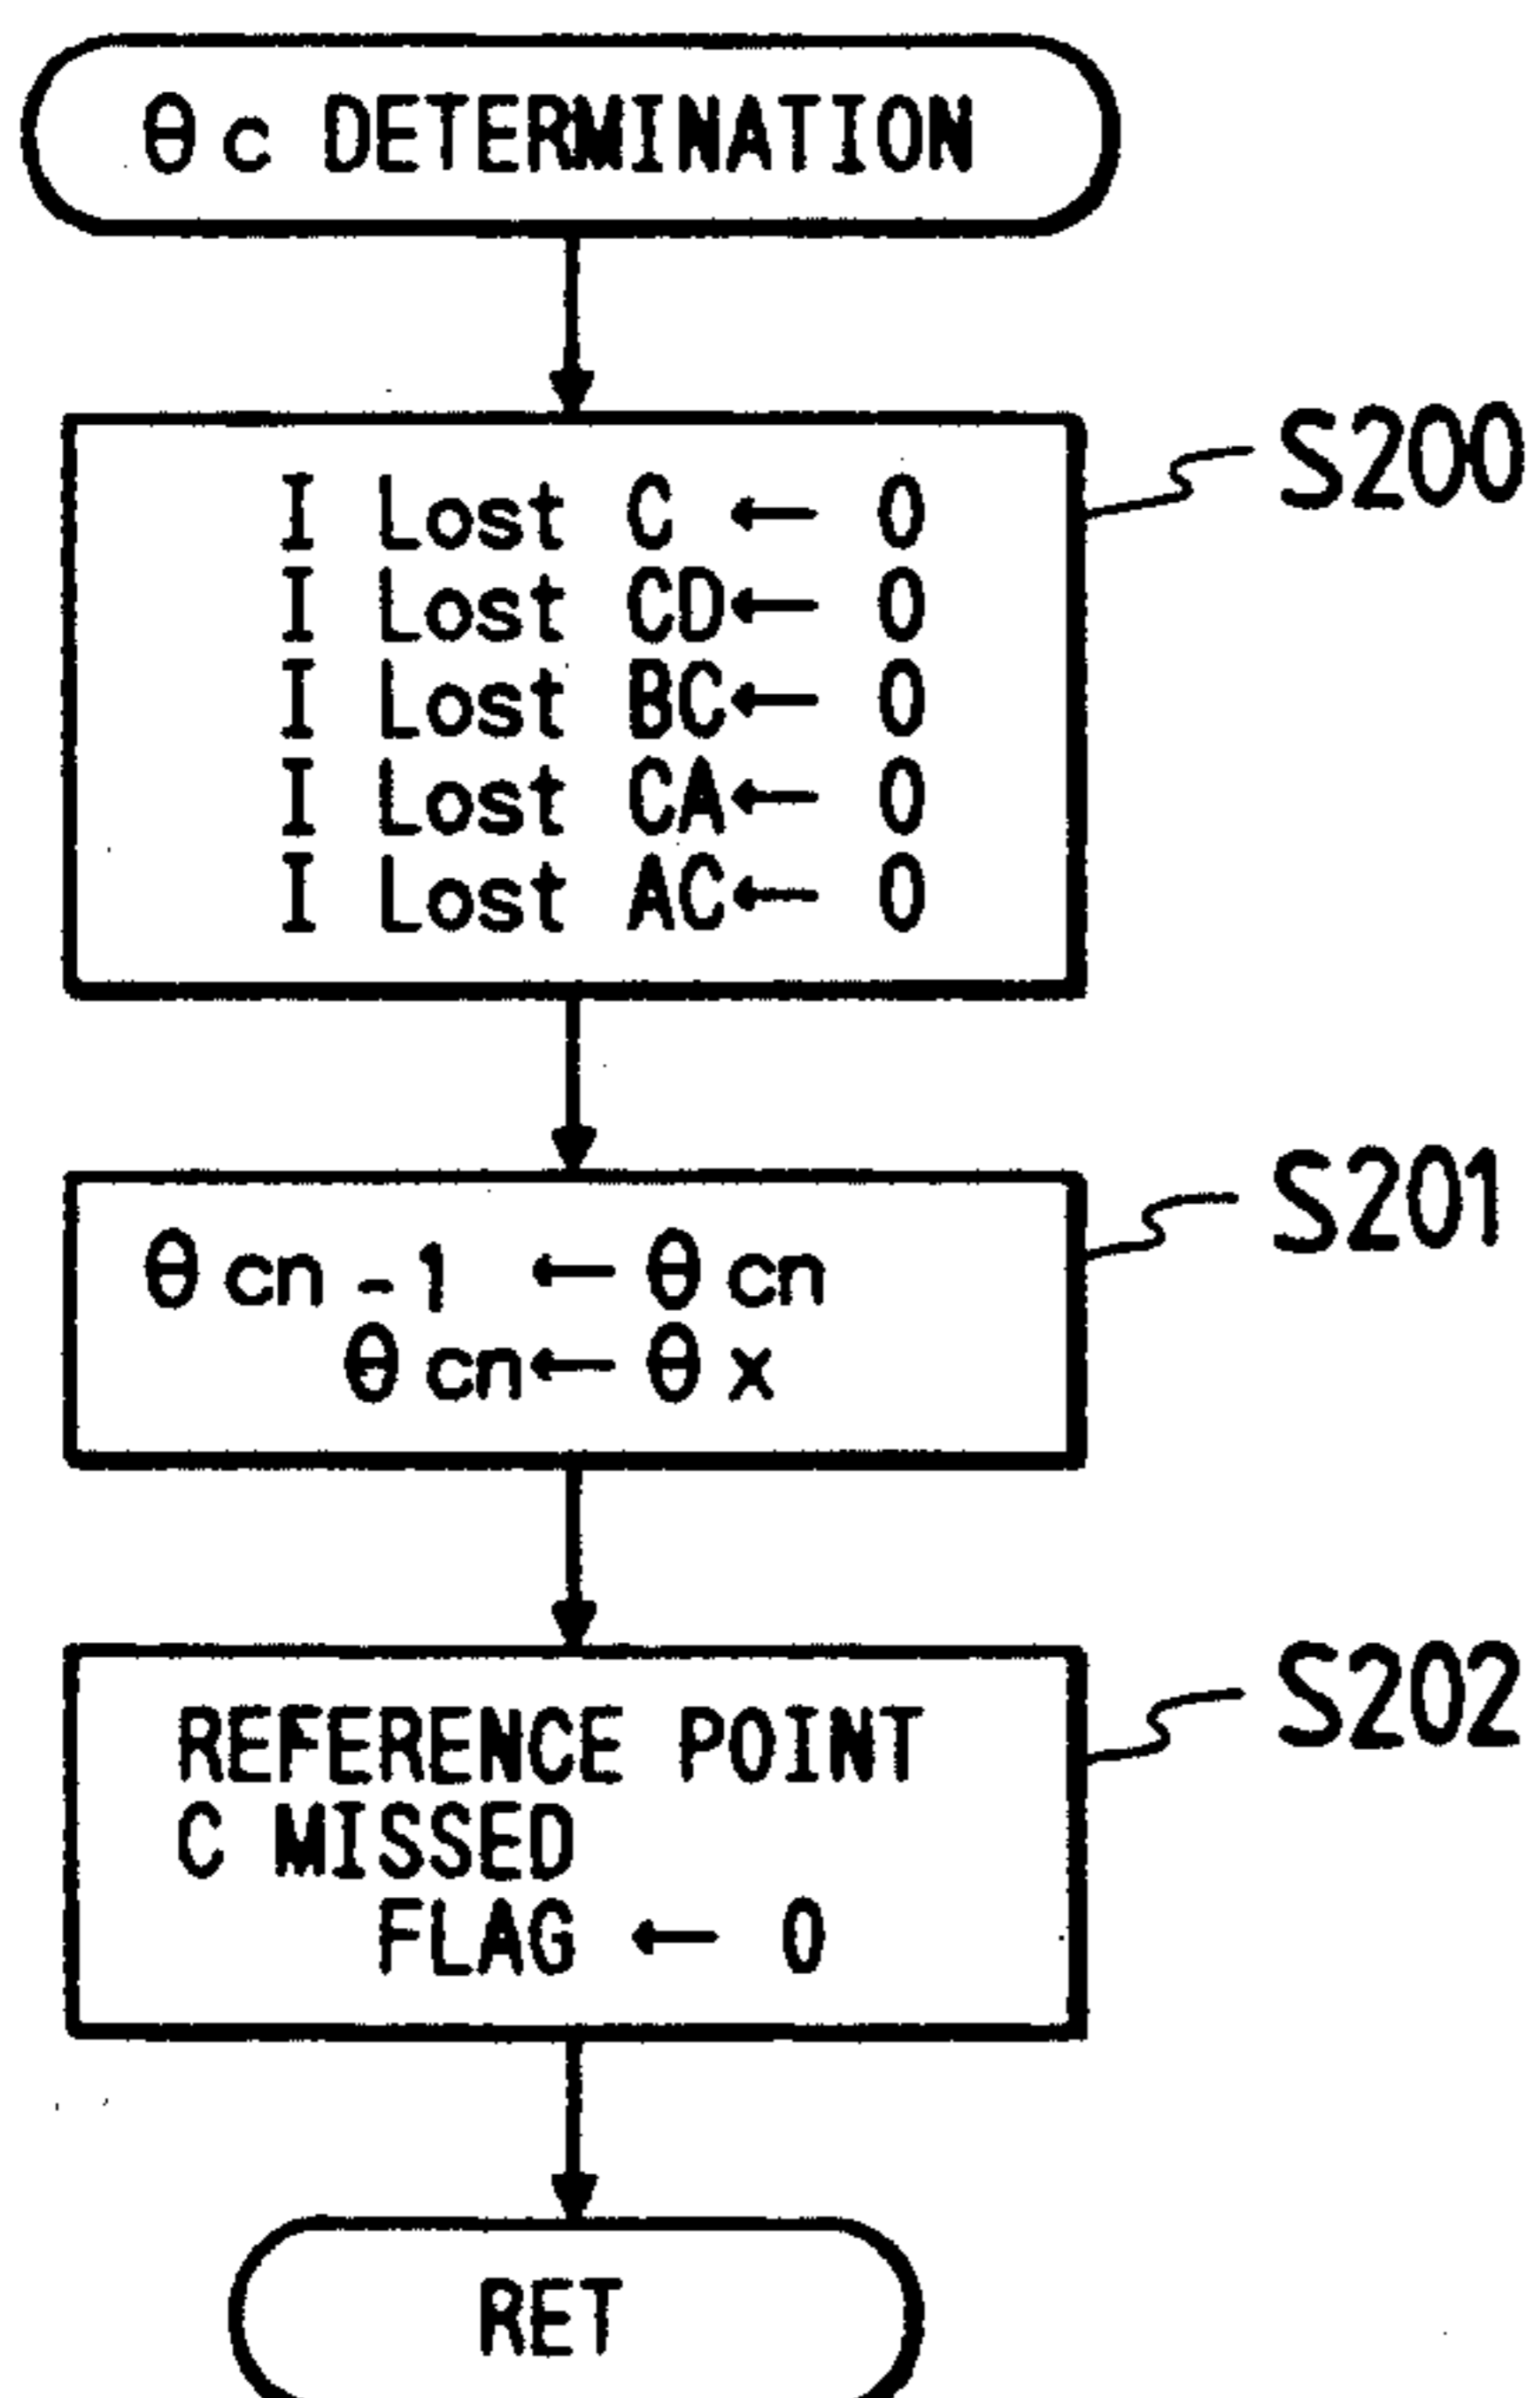 θc DETERMINATION
S200
I Lost C ← 0
I Lost CD ← 0
I Lost BC ← 0
I Lost CA ← 0
I Lost AC ← 0
S201
θcn-1 ← θcn
θcn ← θx
S202
REFERENCE POINT
C MISSED
FLAG ← 0
RET